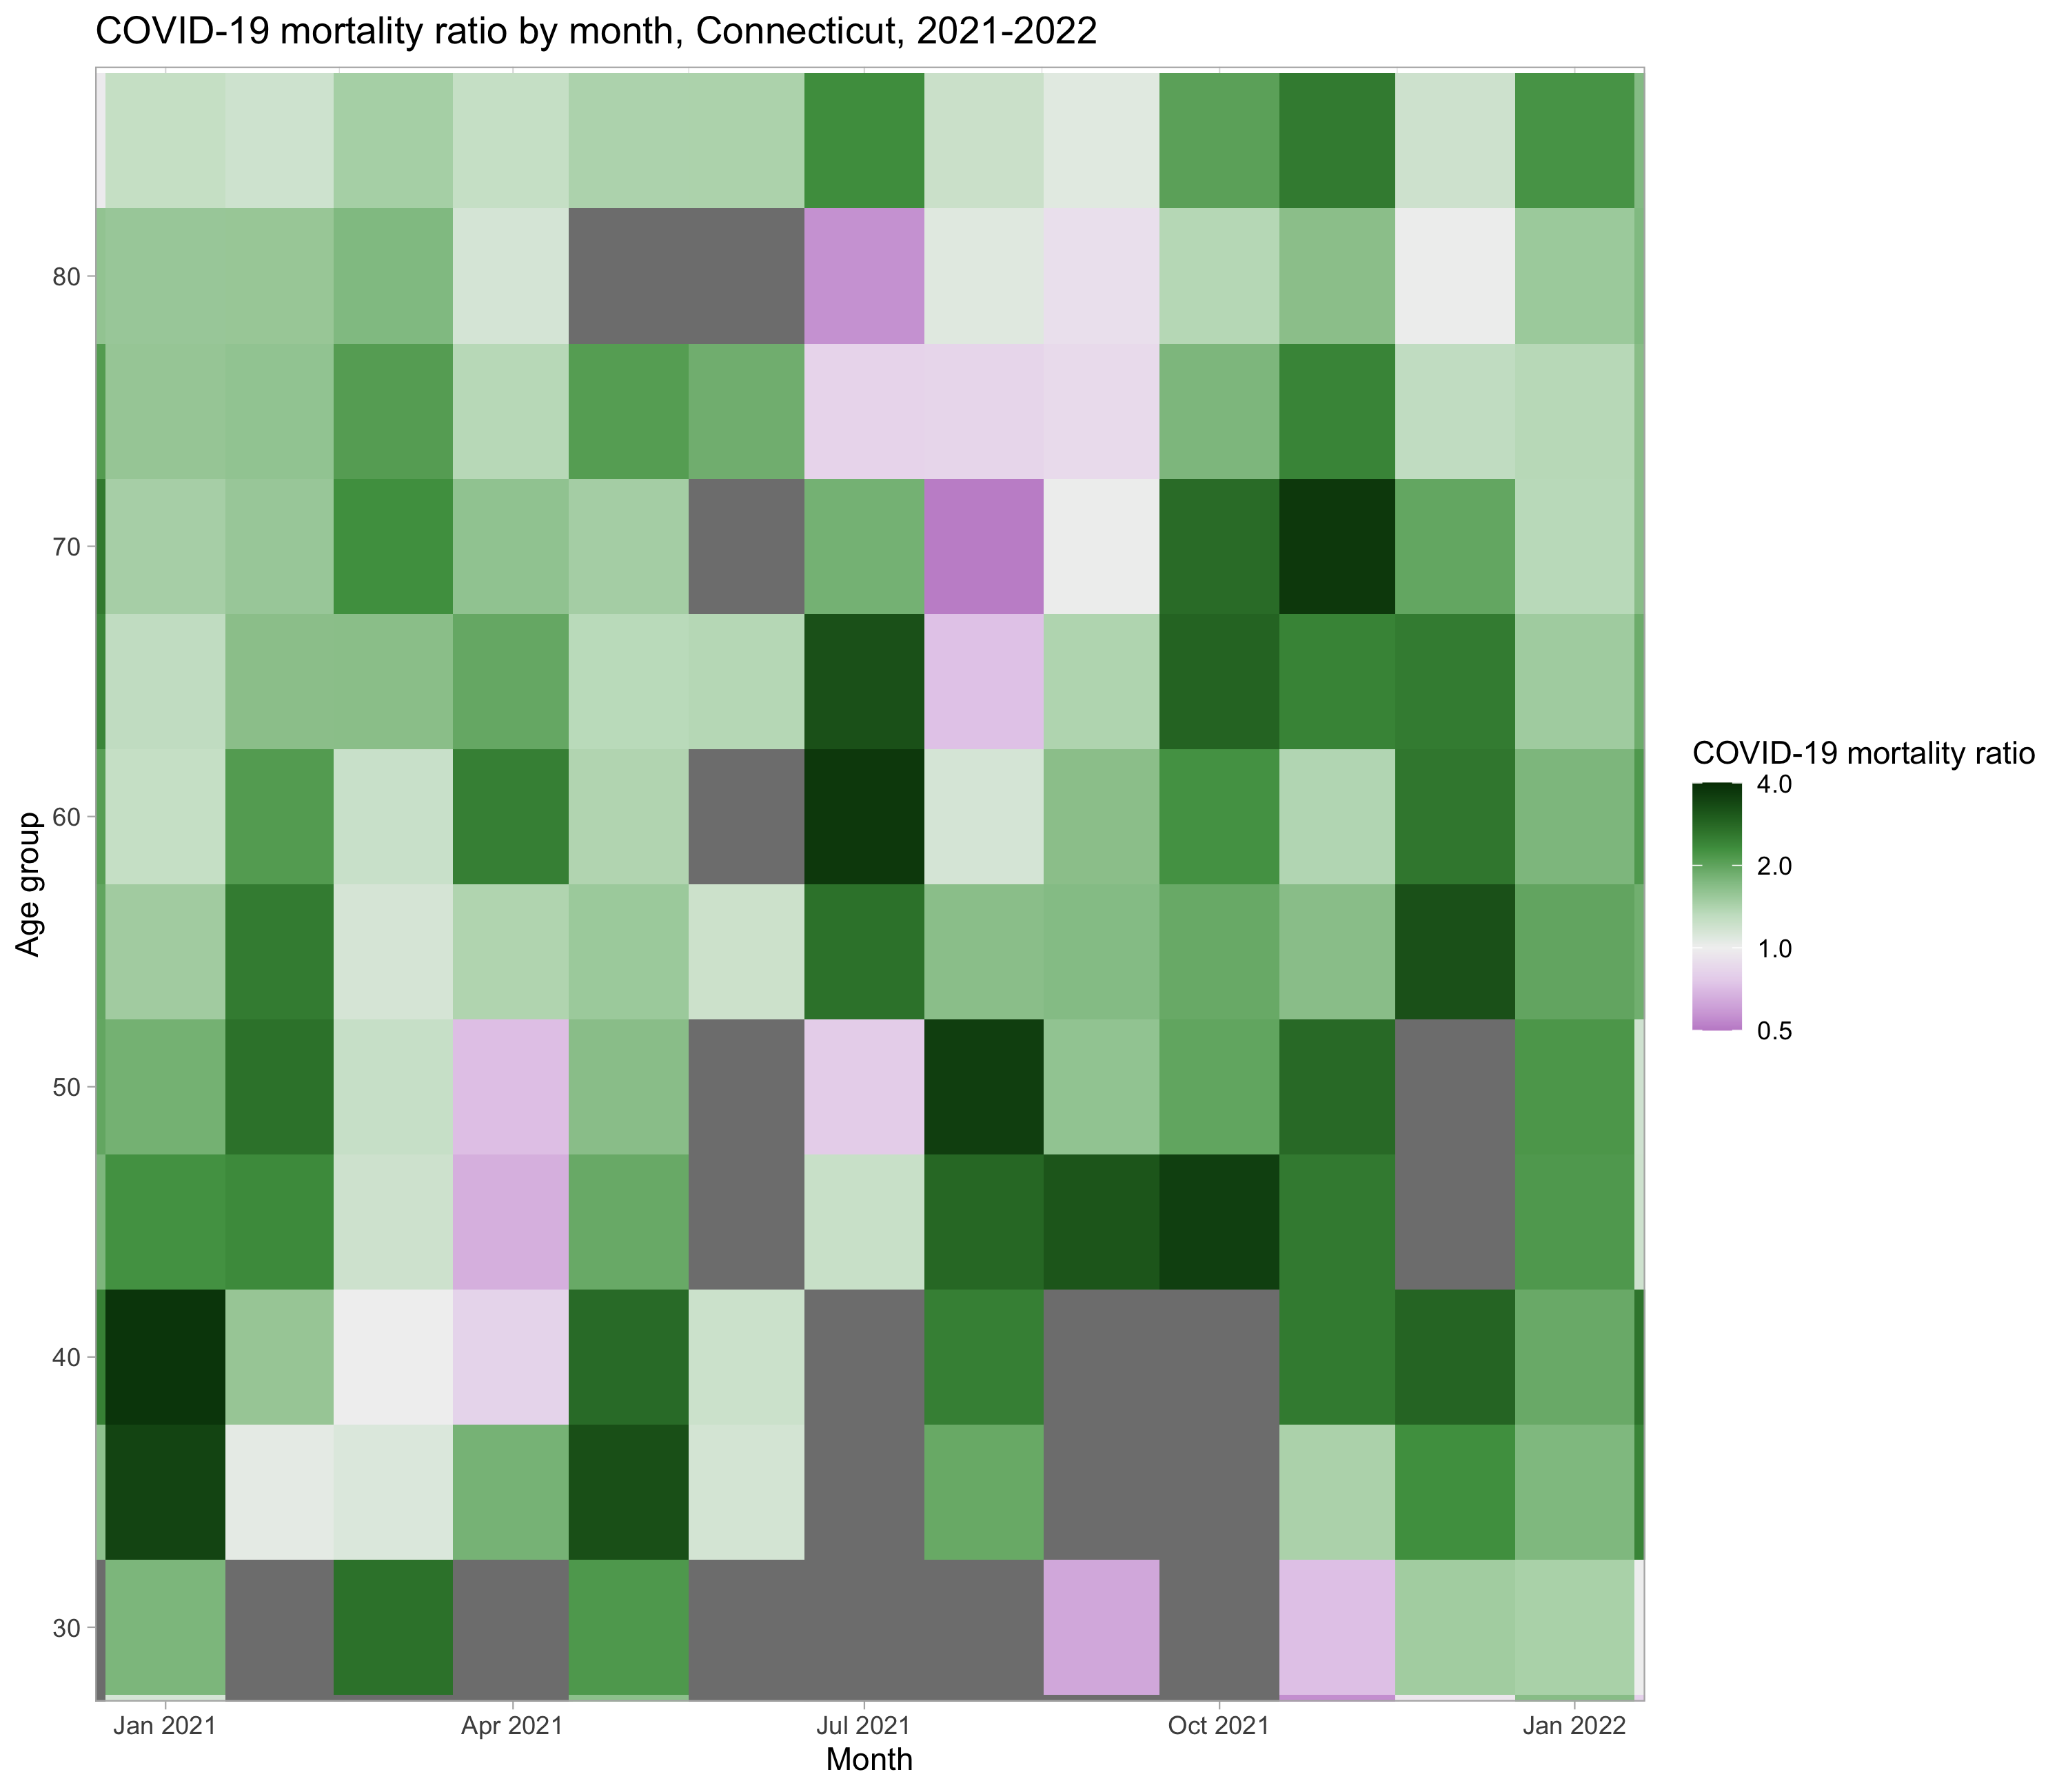 COVID-19 mortality ratio by month, Connecticut, 2021-2022
Age group
80
70
60
50
40
30
Jan 2021 Apr 2021 Jul 2021 Oct 2021 Jan 2022
Month
COVID-19 mortality ratio
4.0
2.0
1.0
0.5